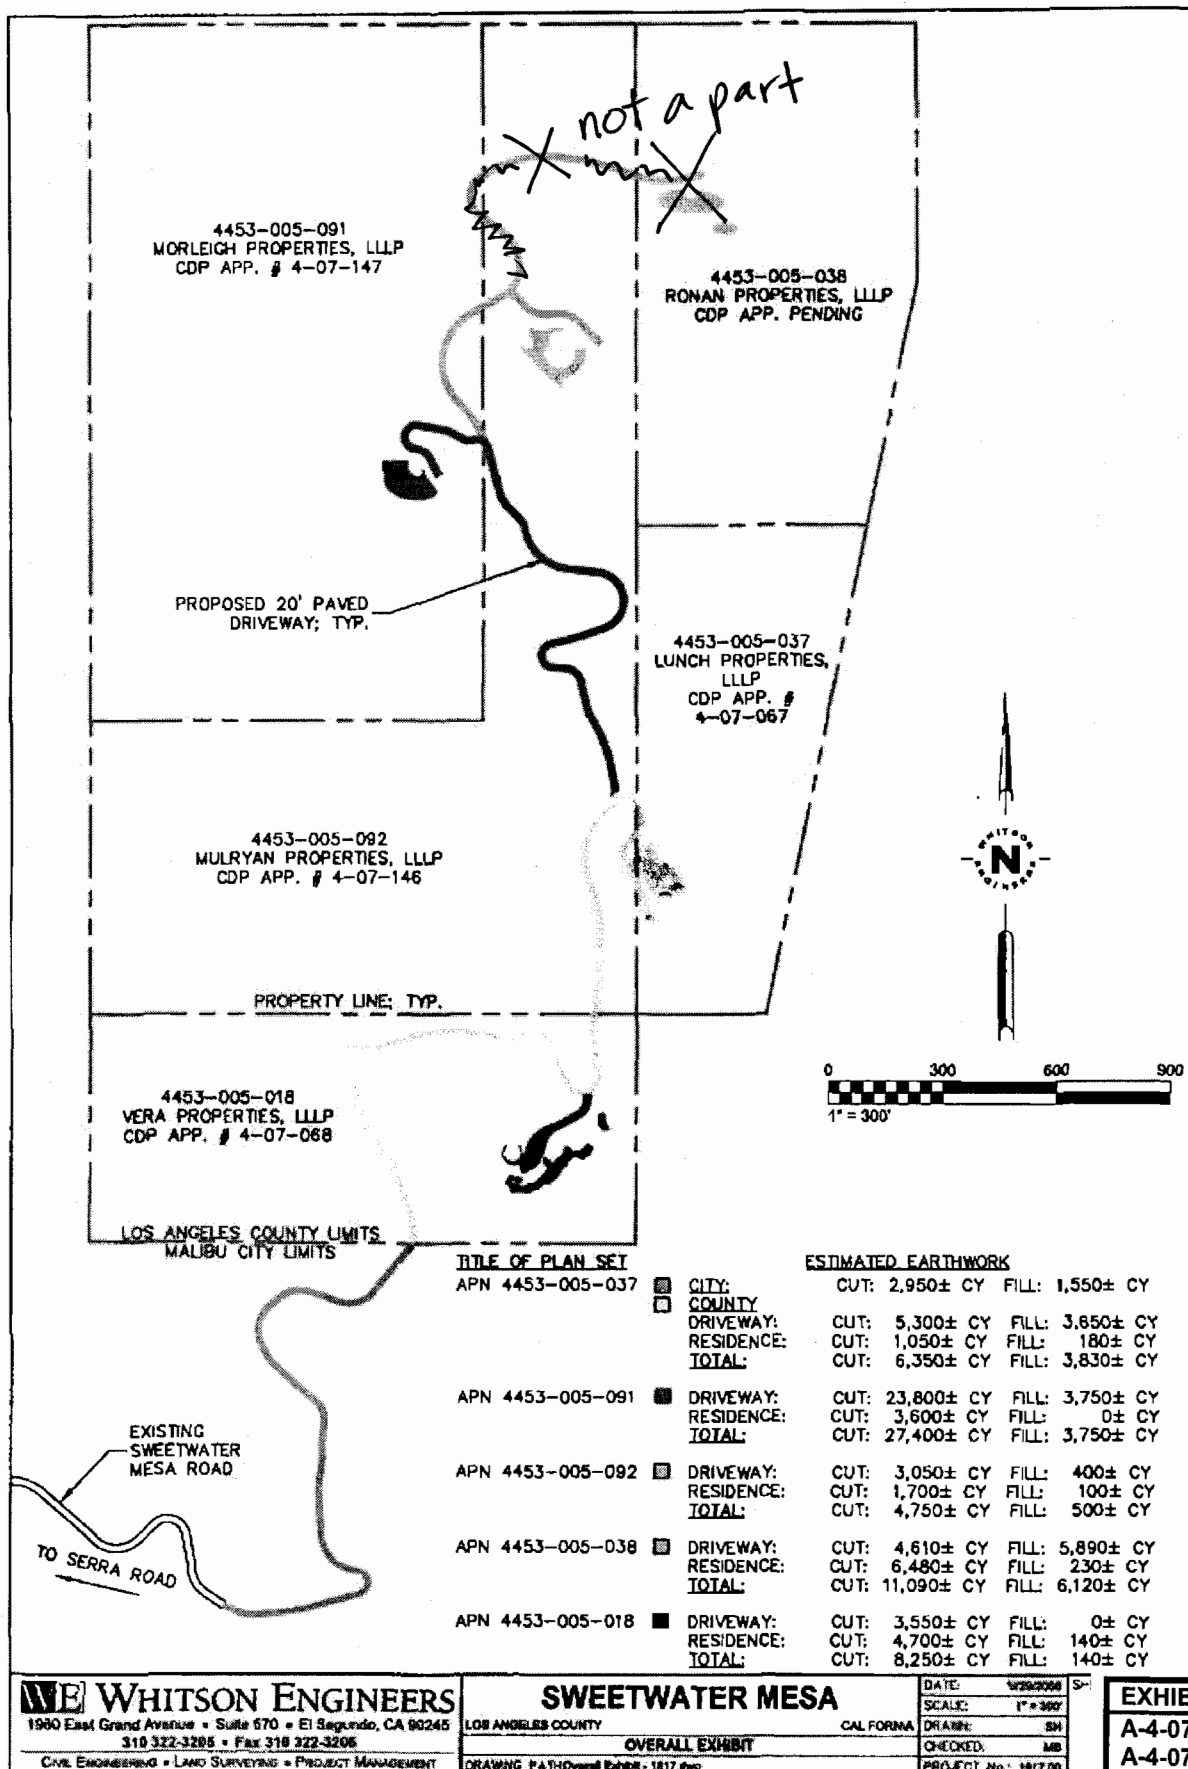 not a part
4453-005-091
MORLEIGH PROPERTIES, LLLP
CDP APP. # 4-07-147
4453-005-038
RONAN PROPERTIES, LLLP
CDP APP. PENDING
PROPOSED 20' PAVED
DRIVEWAY; TYP.
4453-005-037
LUNCH PROPERTIES,
LLLP
CDP APP. #
4-07-067
4453-005-092
MULRYAN PROPERTIES, LLLP
CDP APP. # 4-07-146
WHITSON
N
ENGINEERS
PROPERTY LINE; TYP.
0 300 600 900
1" = 300'
4453-005-018
VERA PROPERTIES, LLLP
CDP APP. # 4-07-068
LOS ANGELES COUNTY LIMITS
MALIBU CITY LIMITS
EXISTING
SWEETWATER
MESA ROAD
TO SERRA ROAD
TITLE OF PLAN SET ESTIMATED EARTHWORK
APN 4453-005-037 CITY: CUT: 2,950± CY FILL: 1,550± CY
COUNTY
DRIVEWAY: CUT: 5,300± CY FILL: 3,650± CY
RESIDENCE: CUT: 1,050± CY FILL: 180± CY
TOTAL: CUT: 6,350± CY FILL: 3,830± CY
APN 4453-005-091 DRIVEWAY: CUT: 23,800± CY FILL: 3,750± CY
RESIDENCE: CUT: 3,600± CY FILL: 0± CY
TOTAL: CUT: 27,400± CY FILL: 3,750± CY
APN 4453-005-092 DRIVEWAY: CUT: 3,050± CY FILL: 400± CY
RESIDENCE: CUT: 1,700± CY FILL: 100± CY
TOTAL: CUT: 4,750± CY FILL: 500± CY
APN 4453-005-038 DRIVEWAY: CUT: 4,610± CY FILL: 5,890± CY
RESIDENCE: CUT: 6,480± CY FILL: 230± CY
TOTAL: CUT: 11,090± CY FILL: 6,120± CY
APN 4453-005-018 DRIVEWAY: CUT: 3,550± CY FILL: 0± CY
RESIDENCE: CUT: 4,700± CY FILL: 140± CY
TOTAL: CUT: 8,250± CY FILL: 140± CY
WE WHITSON ENGINEERS
1960 East Grand Avenue • Suite 670 • El Segundo, CA 90245
310 322-3205 • Fax 310 322-3206
CIVIL ENGINEERING • LAND SURVEYING • PROJECT MANAGEMENT
SWEETWATER MESA
LOS ANGELES COUNTY CALIFORNIA
OVERALL EXHIBIT
DRAWING PATH
DATE:
SCALE: 1" = 300'
DRAWN: SH
CHECKED: MB
PROJECT No.: 1817.00
EXHIB
A-4-07
A-4-07